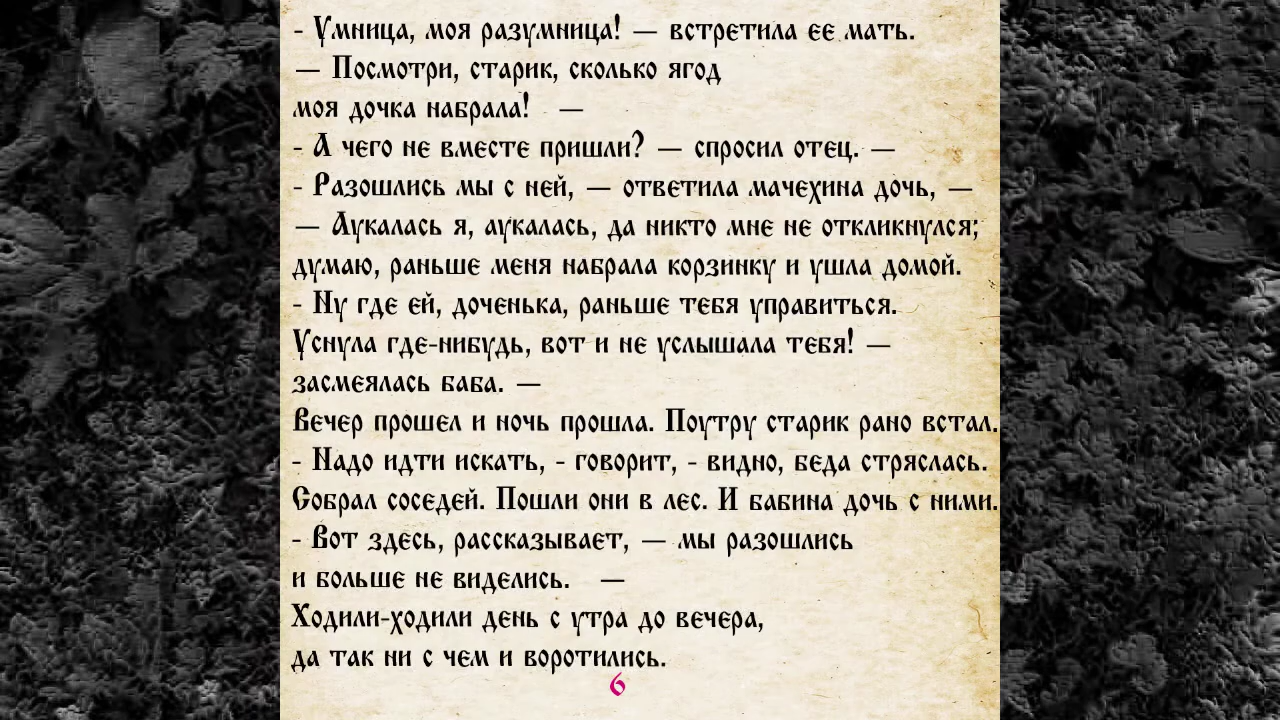 - Умница, моя разумница! — встретила ее мать.
— Посмотри, старик, сколько ягод
моя дочка набрала! —
- А чего не вместе пришли? — спросил отец. —
- Разошлись мы с ней, — ответила мачехина дочь, —
— Аукалась я, аукалась, да никто мне не откликнулся;
думаю, раньше меня набрала корзинку и ушла домой.
- Ну где ей, доченька, раньше тебя управиться.
Уснула где-нибудь, вот и не услышала тебя! —
засмеялась баба. —
Вечер прошел и ночь прошла. Поутру старик рано встал.
- Надо идти искать, - говорит, - видно, беда стряслась.
Собрал соседей. Пошли они в лес. И бабина дочь с ними.
- Вот здесь, рассказывает, — мы разошлись
и больше не виделись. —
Ходили-ходили день с утра до вечера,
да так ни с чем и воротились.
6